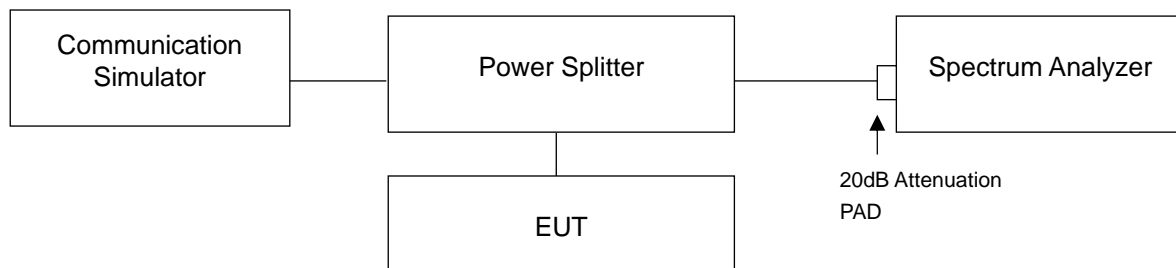 Communication
Simulator
Power Splitter
Spectrum Analyzer
20dB Attenuation
PAD
EUT